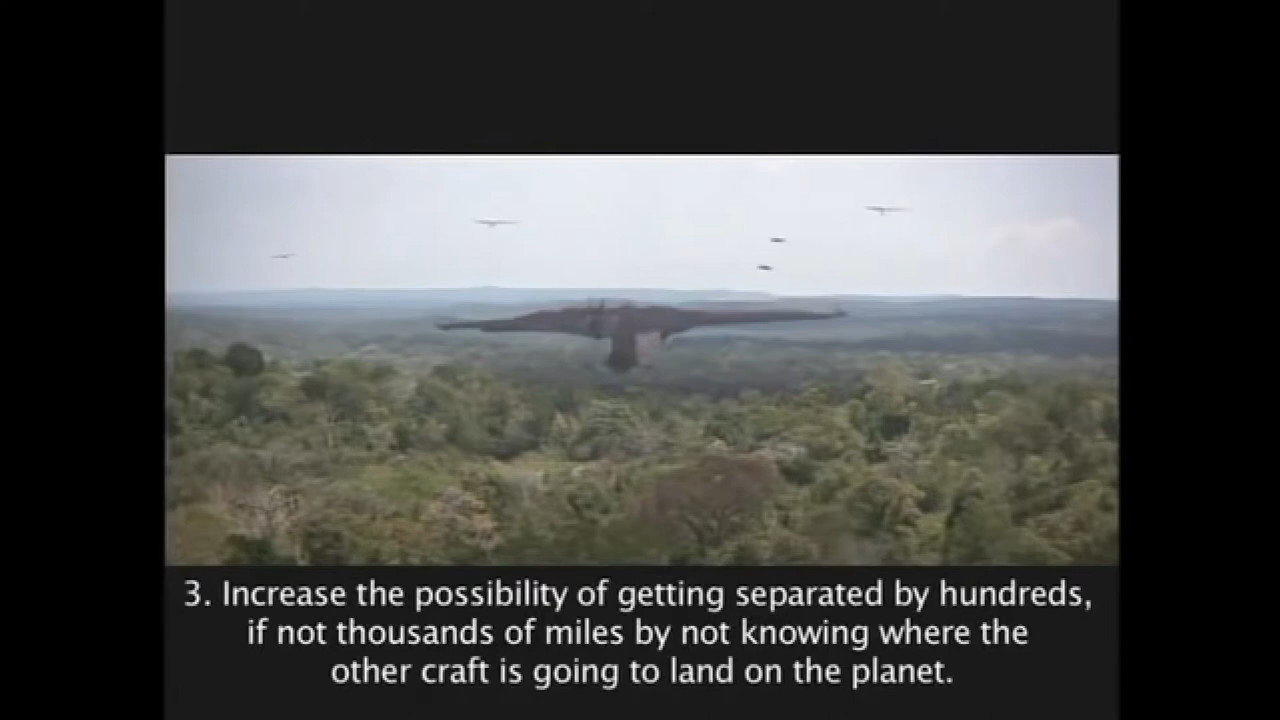 3. Increase the possibility of getting separated by hundreds,
if not thousands of miles by not knowing where the
other craft is going to land on the planet.